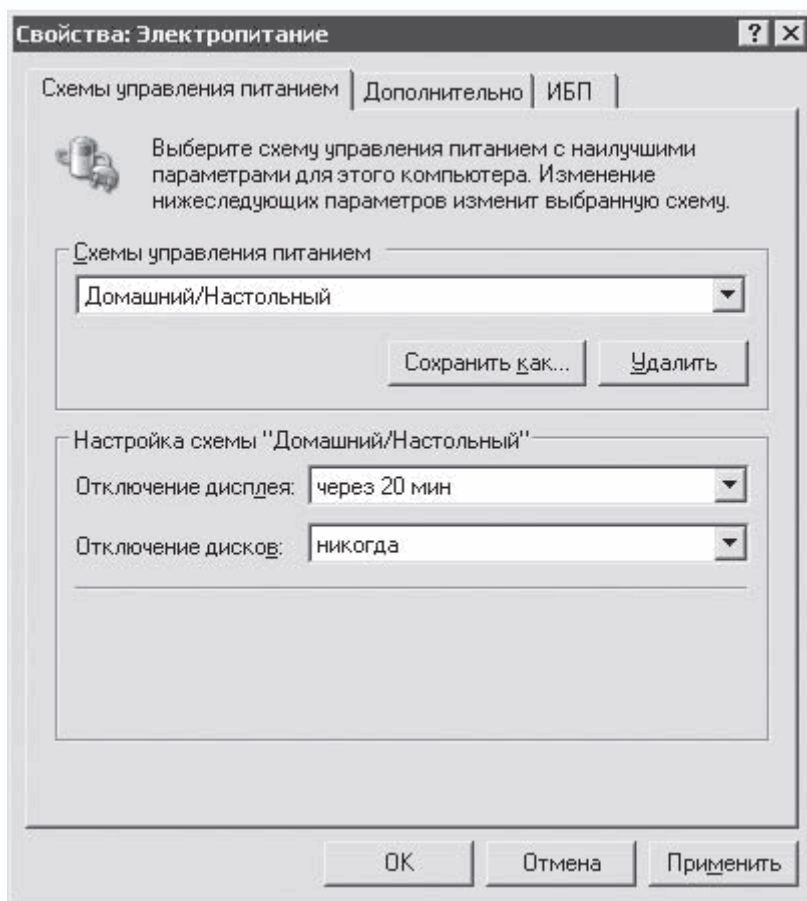 Свойства: Электропитание
Схемы управления питанием Дополнительно ИБП
Выберите схему управления питанием с наилучшими
параметрами для этого компьютера. Изменение
нижеследующих параметров изменит выбранную схему.
Схемы управления питанием
Домашний/Настольный
Сохранить как... Удалить
Настройка схемы "Домашний/Настольный"
Отключение дисплея: через 20 мин
Отключение дисков: никогда
OK Отмена Применить